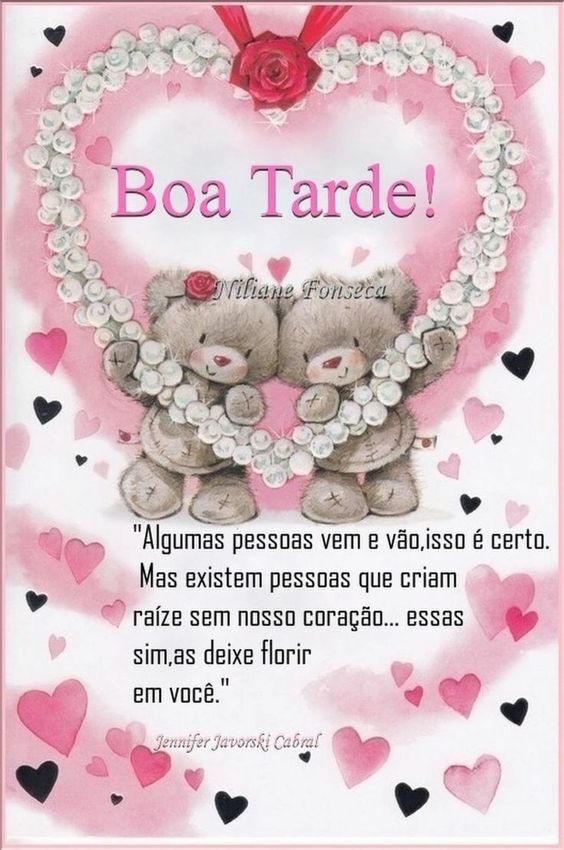 Boa Tarde!
Niliane Fonseca
"Algumas pessoas vem e vão,isso é certo.
Mas existem pessoas que criam
raíze sem nosso coração... essas
sim,as deixe florir
em você."
Jennifer Javorski Cabral